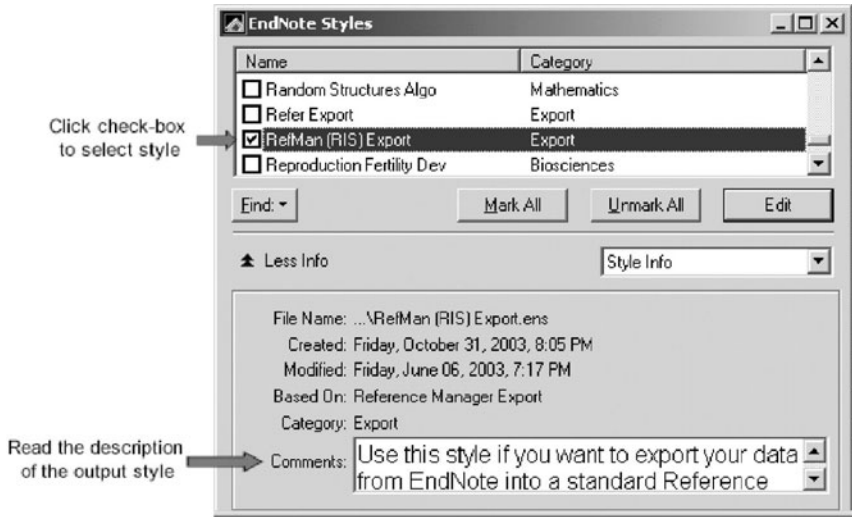 EndNote Styles
Name Category
Random Structures Algo Mathematics
Refer Export Export
Click check-box
to select style
RefMan (RIS) Export Export
Reproduction Fertility Dev Biosciences
Find: Mark All Unmark All Edit
Less Info Style Info
File Name: ...\RefMan (RIS) Export.ens
Created: Friday, October 31, 2003, 8:05 PM
Modified: Friday, June 06, 2003, 7:17 PM
Based On: Reference Manager Export
Category: Export
Read the description
of the output style
Comments: Use this style if you want to export your data
from EndNote into a standard Reference